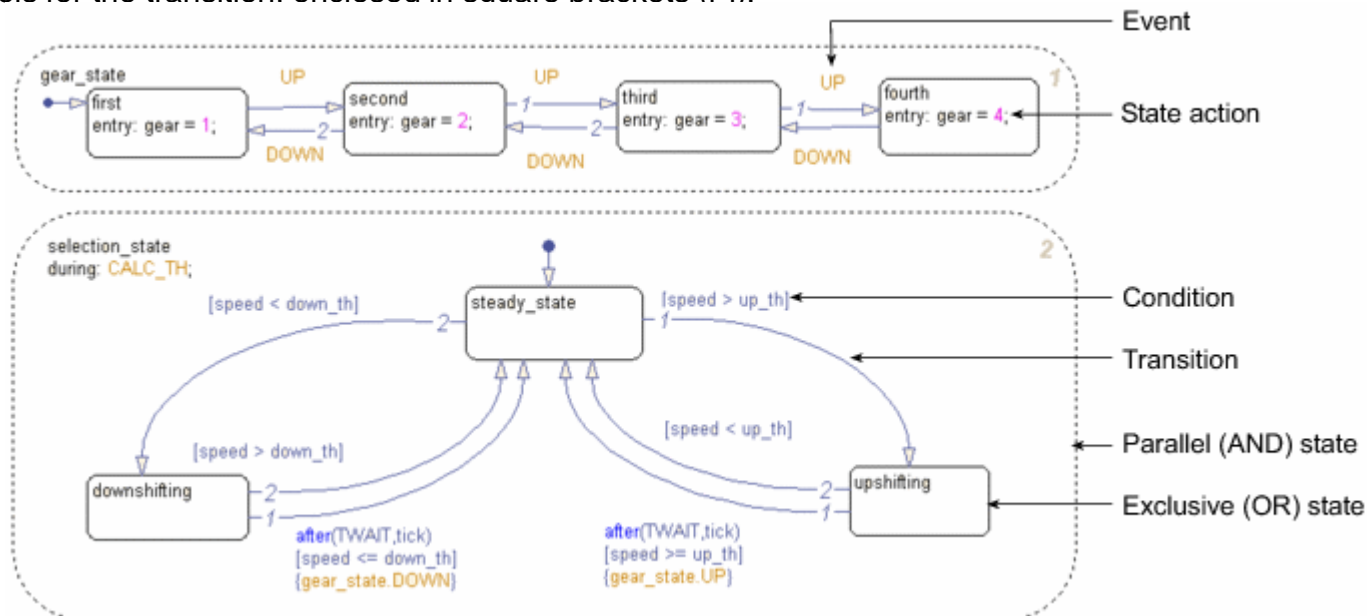 Event
gear_state
UP
UP
UP
1
first
entry: gear = 1;
second
entry: gear = 2;
1
third
entry: gear = 3;
1
fourth
entry: gear = 4;
State action
2
2
DOWN
DOWN
DOWN
selection_state
during: CALC_TH;
2
[speed < down_th]
steady_state
[speed > up_th]
Condition
2
1
Transition
[speed < up_th]
[speed > down_th]
Parallel (AND) state
downshifting
2
1
2
1
upshifting
Exclusive (OR) state
after(TWAIT,tick)
[speed <= down_th]
{gear_state.DOWN}
after(TWAIT,tick)
[speed >= up_th]
{gear_state.UP}